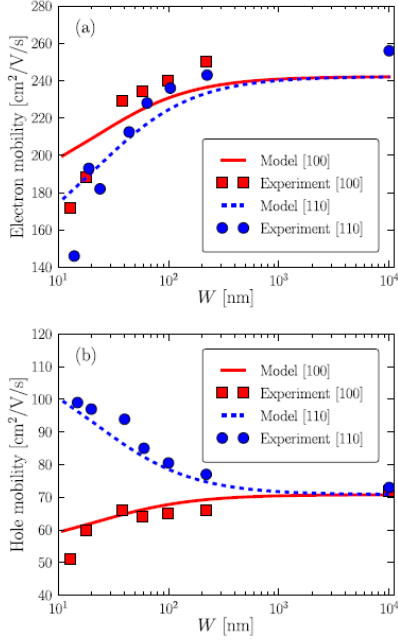 280
260
240
220
200
180
160
140
Electron mobility [cm²/V/s]
(a)
Model [100]
Experiment [100]
Model [110]
Experiment [110]
10¹
10²
10³
10⁴
W [nm]
120
110
100
90
80
70
60
50
40
Hole mobility [cm²/V/s]
(b)
Model [100]
Experiment [100]
Model [110]
Experiment [110]
10¹
10²
10³
10⁴
W [nm]